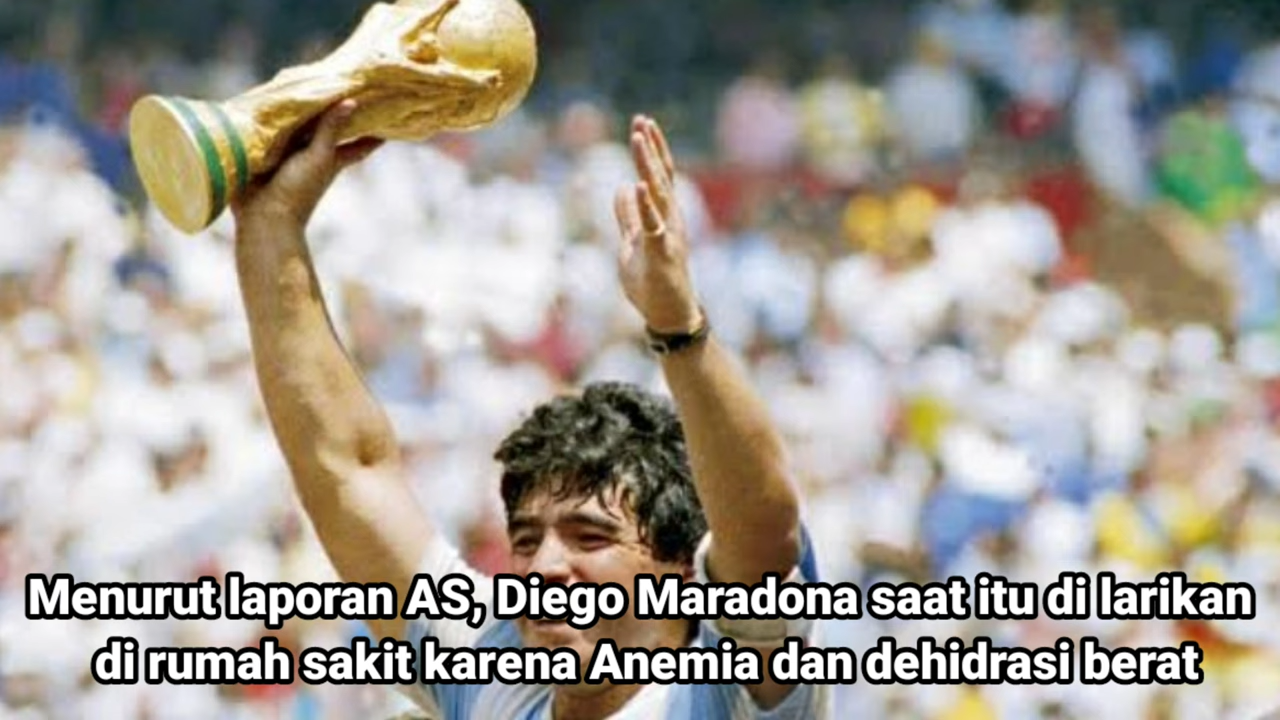 Menurut laporan AS, Diego Maradona saat itu di larikan
di rumah sakit karena Anemia dan dehidrasi berat